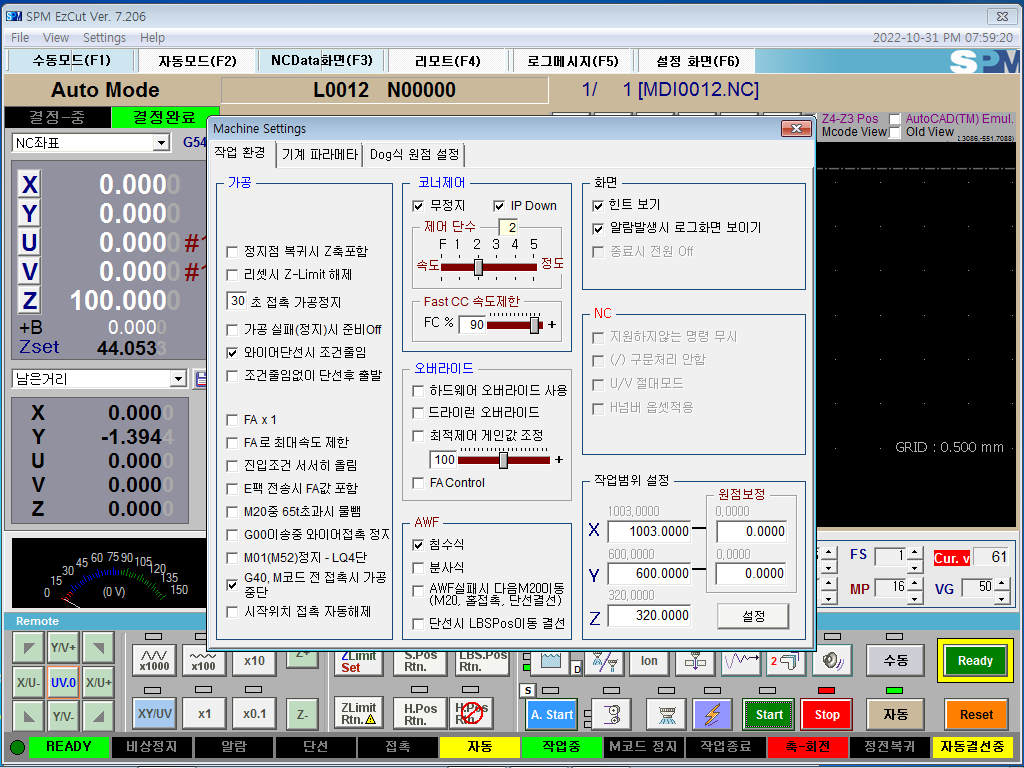 SPM EzCut Ver. 7.206
File View Settings Help
2022-10-31 PM 07:59:20
수동모드(F1) 자동모드(F2) NCData화면(F3) 리모트(F4) 로그메시지(F5) 설정 화면(F6)
SPM
Auto Mode L0012 N00000 1/ 1 [MDI0012.NC]
결정-중 결정완료
Z4-Z3 Pos AutoCAD(TM) Emul.
Mcode View Old View
NC좌표 G54
X 0.0000
Y 0.0000
U 0.0000 #1
V 0.0000 #1
Z 100.0000
+B 0.0000
Zset 44.0533
남은거리
X 0.0000
Y -1.3944
U 0.0000
V 0.0000
Z 0.0000
0 15 30 45 60 75 90 105 120 135 150
(0 V)
Machine Settings
작업 환경 기계 파라메타 Dog식 원점 설정
가공
정지점 복귀시 Z축포함
리셋시 Z-Limit 해제
30 초 접촉 가공정지
가공 실패(정지)시 준비Off
와이어단선시 조건줄임
조건줄임없이 단선후 출발
FA x 1
FA로 최대속도 제한
진입조건 서서히 올림
E팩 전송시 FA값 포함
M20중 65t초과시 물뺌
G00이송중 와이어접촉 정지
M01(M52)정지 - LQ4단
G40, M코드 전 접촉시 가공
중단
시작위치 접촉 자동해제
코너제어
무정지 IP Down
제어 단수 2
F 1 2 3 4 5
속도 정도
Fast CC 속도제한
FC % 90 +
오버라이드
하드웨어 오버라이드 사용
드라이런 오버라이드
최적제어 게인값 조정
100 +
FA Control
AWF
침수식
분사식
AWF실패시 다음M20이동
(M20, 홀접촉, 단선결선)
단선시 LBSPos이동 결선
화면
힌트 보기
알람발생시 로그화면 보이기
종료시 전원 Off
NC
지원하지않는 명령 무시
(/) 구문처리 안함
U/V 절대모드
H넘버 옵셋적용
작업범위 설정
원점보정
1003,0000 0,0000
X 1003.0000 0.0000
600,0000 0,0000
Y 600.0000 0.0000
320,0000
Z 320.0000 설정
GRID : 0.500 mm
FS 1 Cur. v 61
MP 16 VG 50
Remote
Y/V+
X/U- UV.0 X/U+
Y/V-
x1000 x100 x10 Z+
XY/UV x1 x0.1 Z-
ZLimit
Set
S.Pos
Rtn.
LBS.Pos
Rtn.
ZLimit
Rtn.
H.Pos
Rtn.
H.Pos
Rtn.
D Ion 2 수동 Ready
S A. Start Start Stop 자동 Reset
READY 비상정지 알람 단선 접촉 자동 작업중 M코드 정지 작업종료 축-회전 정전복귀 자동결선중